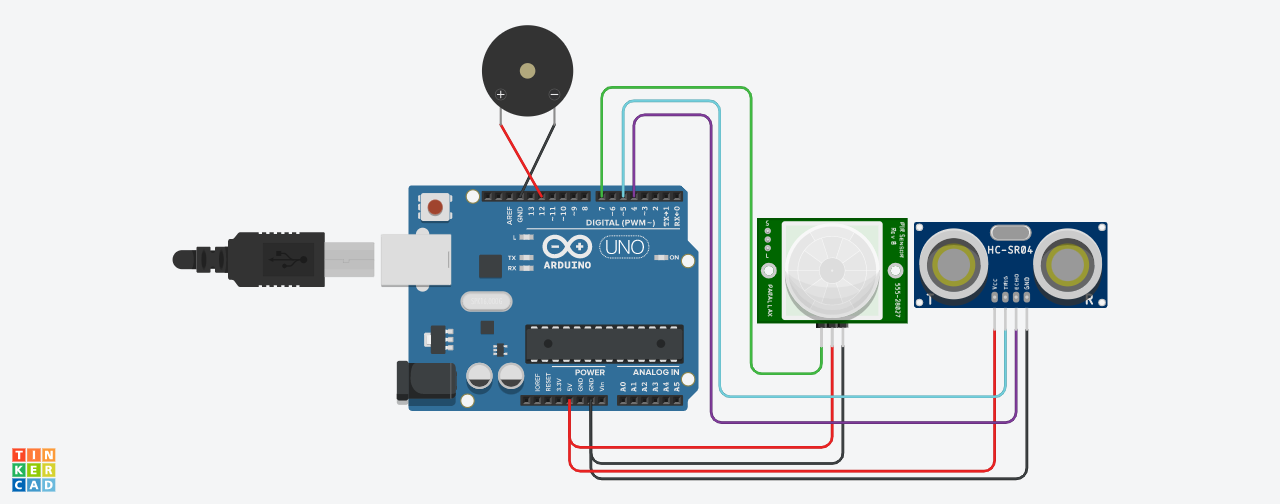 +
−
AREF
GND
13
12
~11
~10
~9
8
7
~6
~5
4
~3
2
TX→1
RX←0
DIGITAL (PWM~)
L
TX
RX
ARDUINO
UNO
ON
IOREF
RESET
3.3V
5V
GND
GND
Vin
POWER
ANALOG IN
A0
A1
A2
A3
A4
A5
S
L
PIR Sensor
Rev B
PARALLAX
555-28027
HC-SR04
VCC
TRIG
ECHO
GND
T
R
TIN
KER
CAD